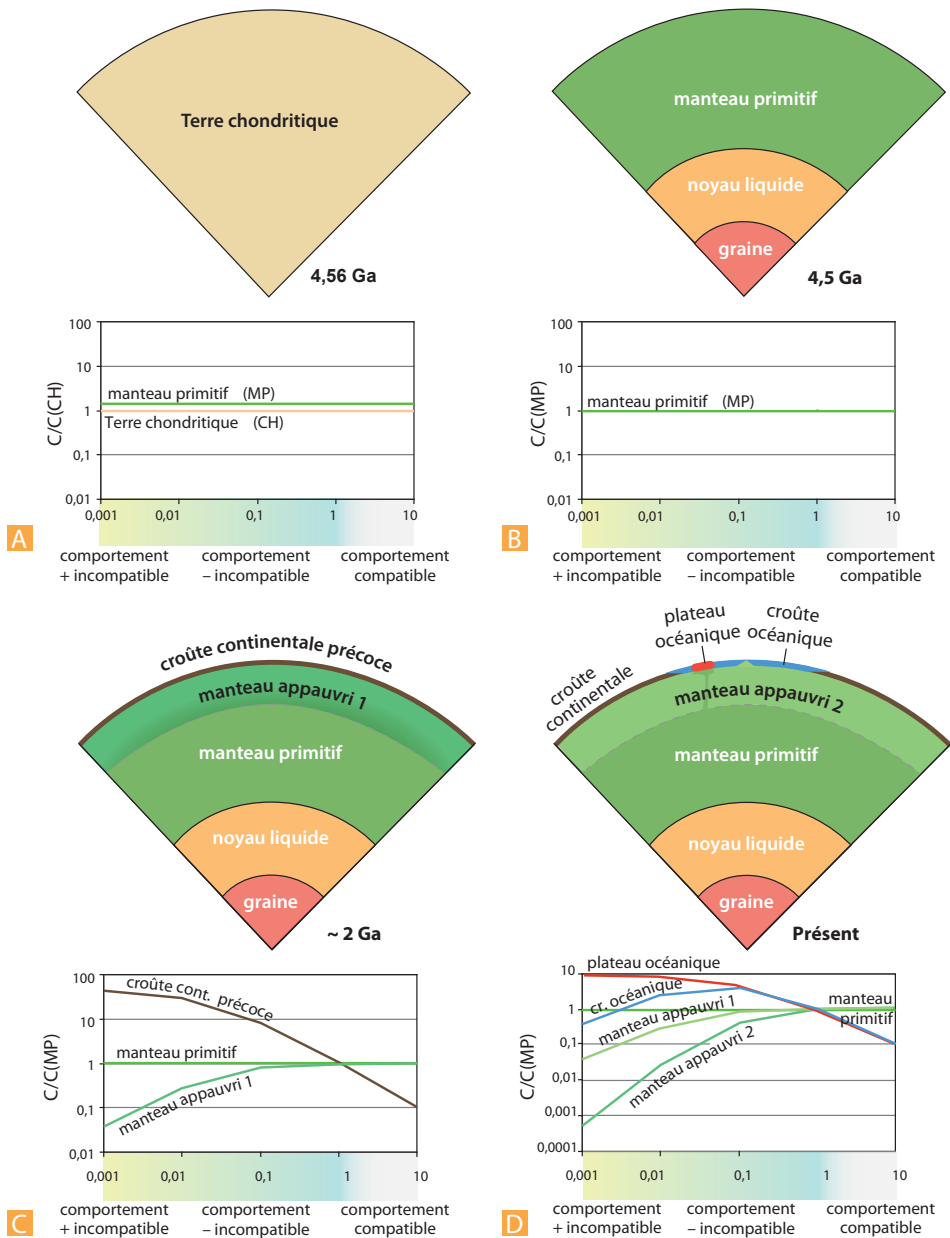 Terre chondritique
4,56 Ga
100
10
1
0,1
0,01
C/C(CH)
manteau primitif (MP)
Terre chondritique (CH)
0,001
0,01
0,1
1
10
A
comportement
+ incompatible
comportement
– incompatible
comportement
compatible
manteau primitif
noyau liquide
graine
4,5 Ga
100
10
1
0,1
0,01
C/C(MP)
manteau primitif (MP)
0,001
0,01
0,1
1
10
B
comportement
+ incompatible
comportement
– incompatible
comportement
compatible
croûte continentale précoce
manteau appauvri 1
manteau primitif
noyau liquide
graine
~ 2 Ga
100
10
1
0,1
0,01
C/C(MP)
croûte cont. précoce
manteau primitif
manteau appauvri 1
0,001
0,01
0,1
1
10
C
comportement
+ incompatible
comportement
– incompatible
comportement
compatible
plateau
océanique
croûte
océanique
croûte
continentale
manteau appauvri 2
manteau primitif
noyau liquide
graine
Présent
10
1
0,1
0,01
0,001
0,0001
C/C(MP)
plateau océanique
cr. océanique
manteau appauvri 1
manteau appauvri 2
manteau
primitif
0,001
0,01
0,1
1
10
D
comportement
+ incompatible
comportement
– incompatible
comportement
compatible